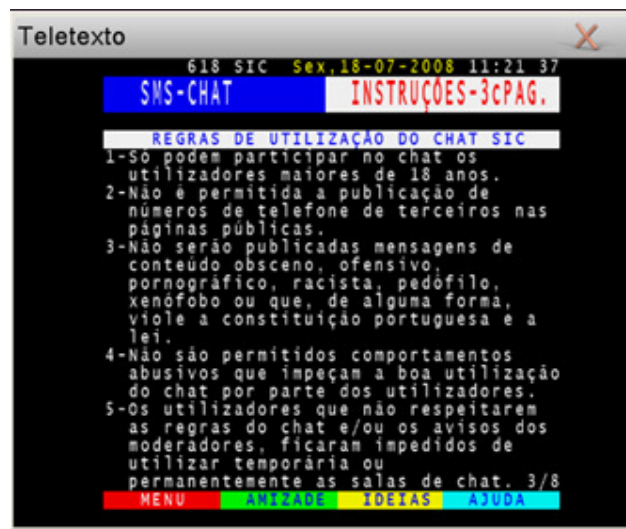 Teletexto
618 SIC Sex,18-07-2008 11:21 37
SMS-CHAT INSTRUÇÕES-3cPAG.
REGRAS DE UTILIZAÇÃO DO CHAT SIC
1-Só podem participar no chat os
utilizadores maiores de 18 anos.
2-Não é permitida a publicação de
números de telefone de terceiros nas
páginas públicas.
3-Não serão publicadas mensagens de
conteúdo obsceno, ofensivo,
pornográfico, racista, pedófilo,
xenófobo ou que, de alguma forma,
viole a constituição portuguesa e a
lei.
4-Não são permitidos comportamentos
abusivos que impeçam a boa utilização
do chat por parte dos utilizadores.
5-Os utilizadores que não respeitarem
as regras do chat e/ou os avisos dos
moderadores, ficaram impedidos de
utilizar temporária ou
permanentemente as salas de chat. 3/8
MENU AMIZADE IDEIAS AJUDA